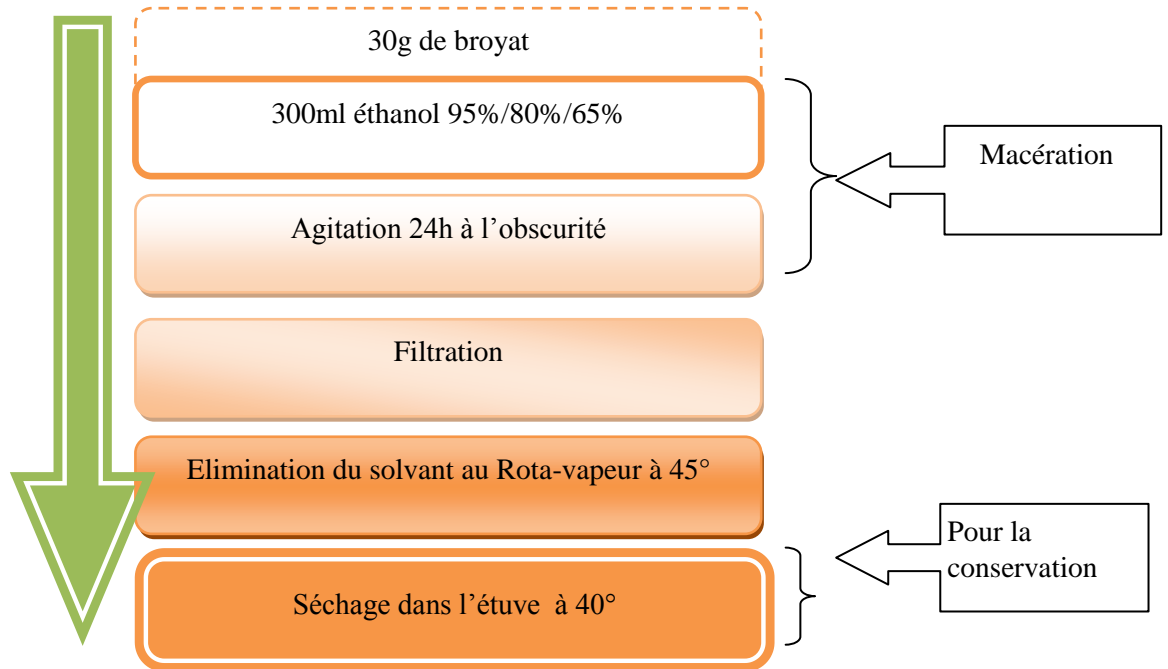 30g de broyat
300ml éthanol 95%/80%/65%
Macération
Agitation 24h à l’obscurité
Filtration
Elimination du solvant au Rota-vapeur à 45°
Pour la
conservation
Séchage dans l’étuve à 40°